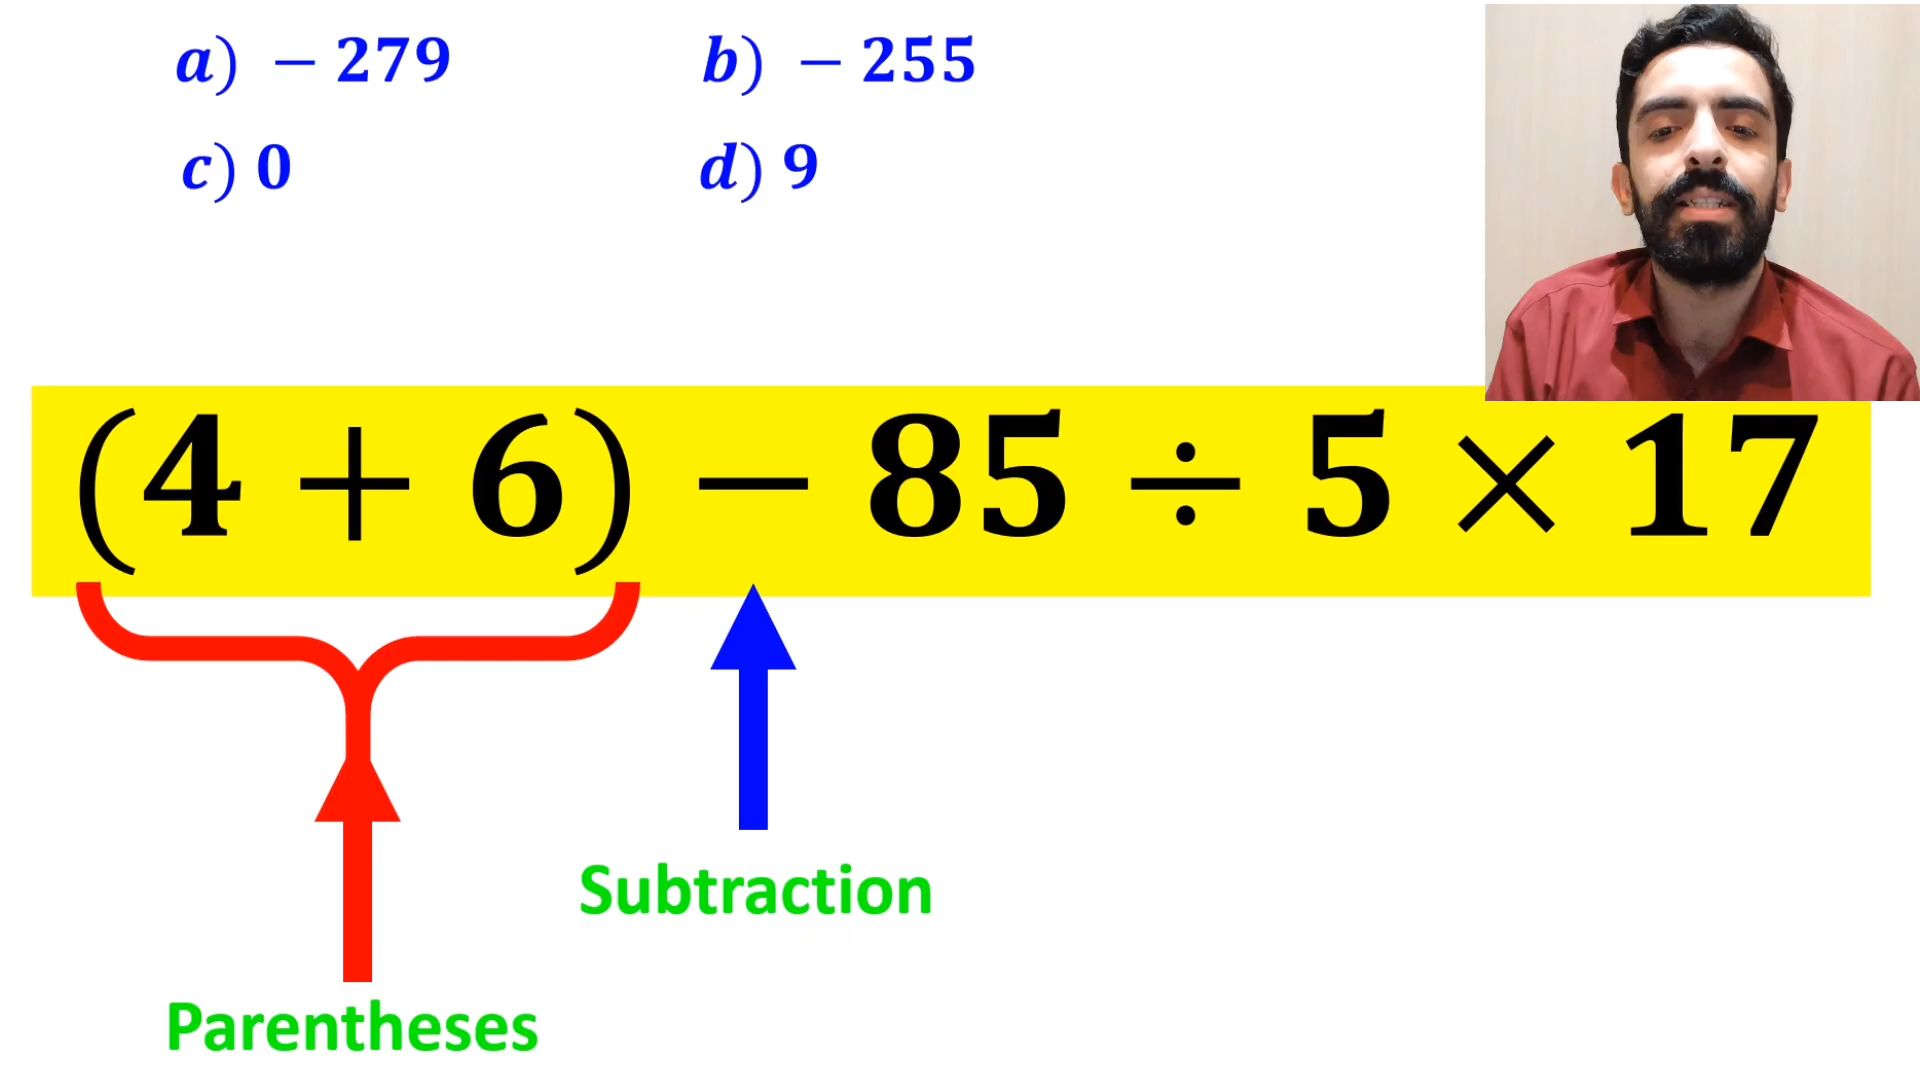 a) − 279 b) − 255
c) 0 d) 9
(4 + 6) − 85 ÷ 5 × 17
Subtraction
Parentheses